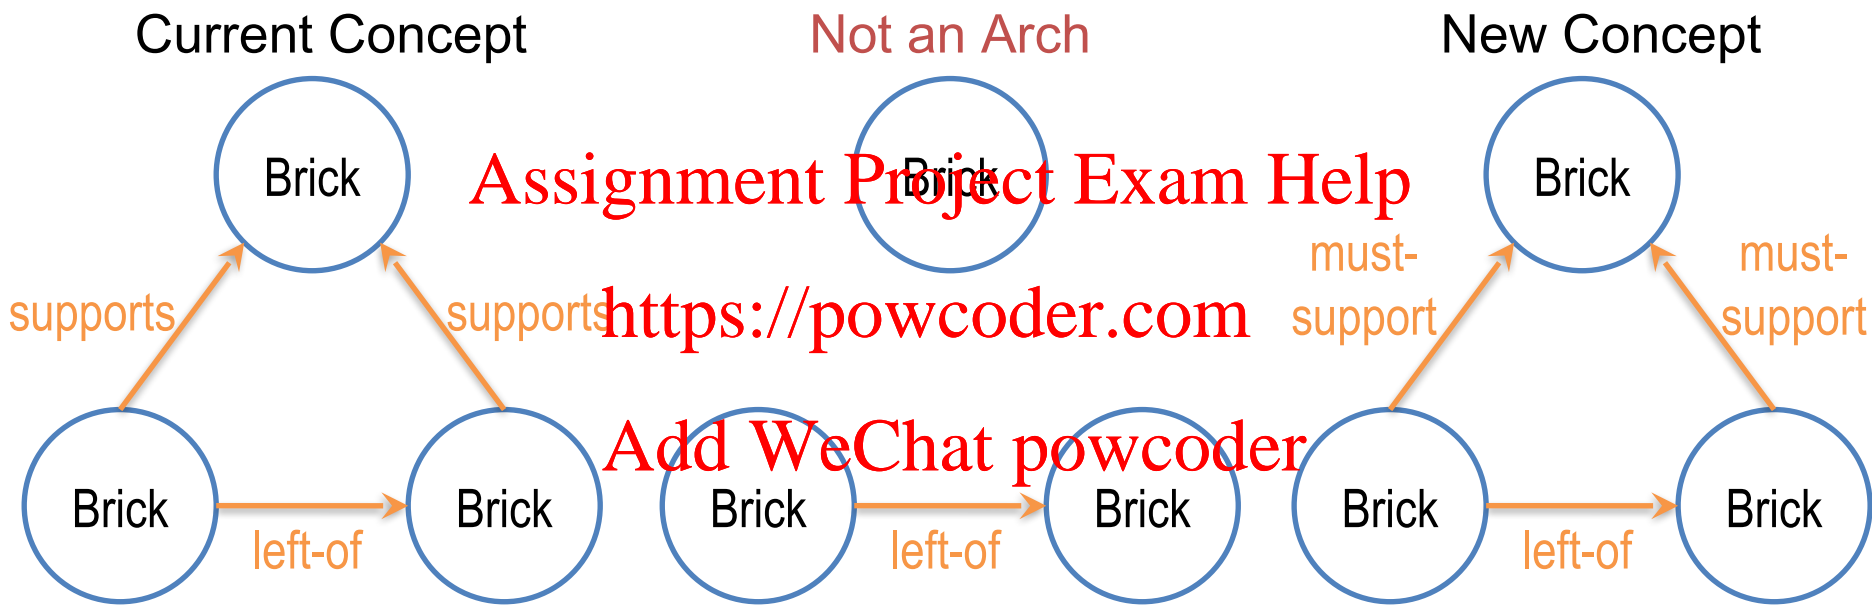 Current Concept
Not an Arch
New Concept
Brick
Brick
Brick
Assignment Project Exam Help
supports
supports
must-
support
must-
support
https://powcoder.com
Add WeChat powcoder
Brick
left-of
Brick
Brick
left-of
Brick
Brick
left-of
Brick